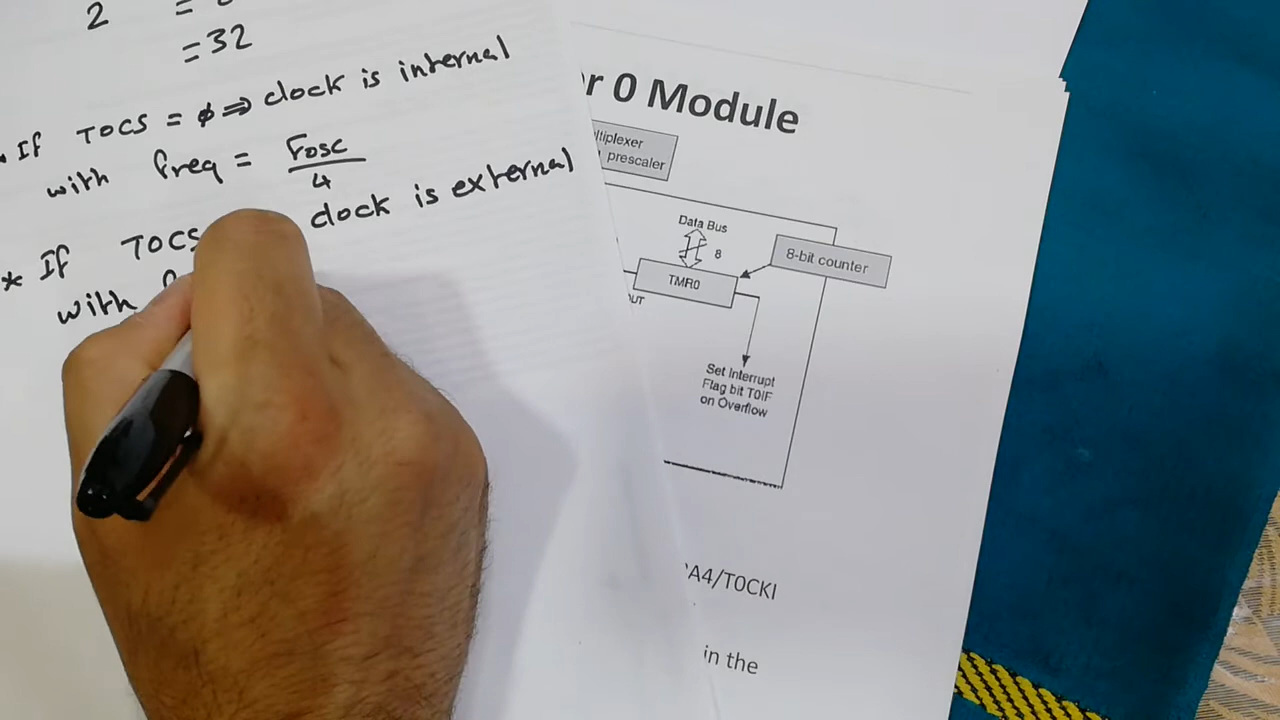 2 =
= 32
. If TOCS = ϕ ⇒ clock is internal
with freq = Fosc
4
* If TOCS clock is external
with
r 0 Module
ltiplexer
prescaler
Data Bus
8
8-bit counter
TMR0
UT
Set Interrupt
Flag bit T0IF
on Overflow
A4/T0CKI
in the